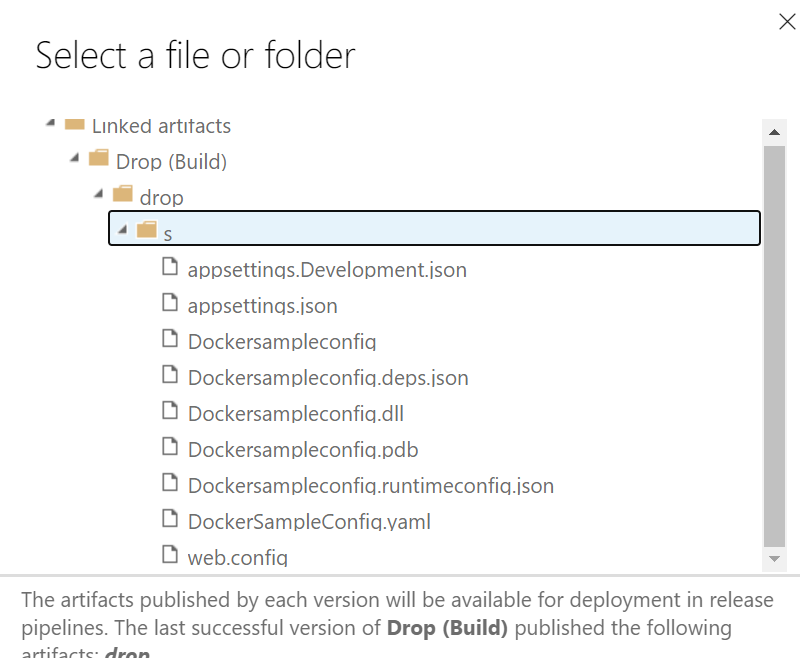 Select a file or folder
Linked artifacts
Drop (Build)
drop
s
appsettings.Development.json
appsettings.json
Dockersampleconfig
Dockersampleconfig.deps.json
Dockersampleconfig.dll
Dockersampleconfig.pdb
Dockersampleconfig.runtimeconfig.json
DockerSampleConfig.yaml
web.config
The artifacts published by each version will be available for deployment in release
pipelines. The last successful version of Drop (Build) published the following
artifacts: drop